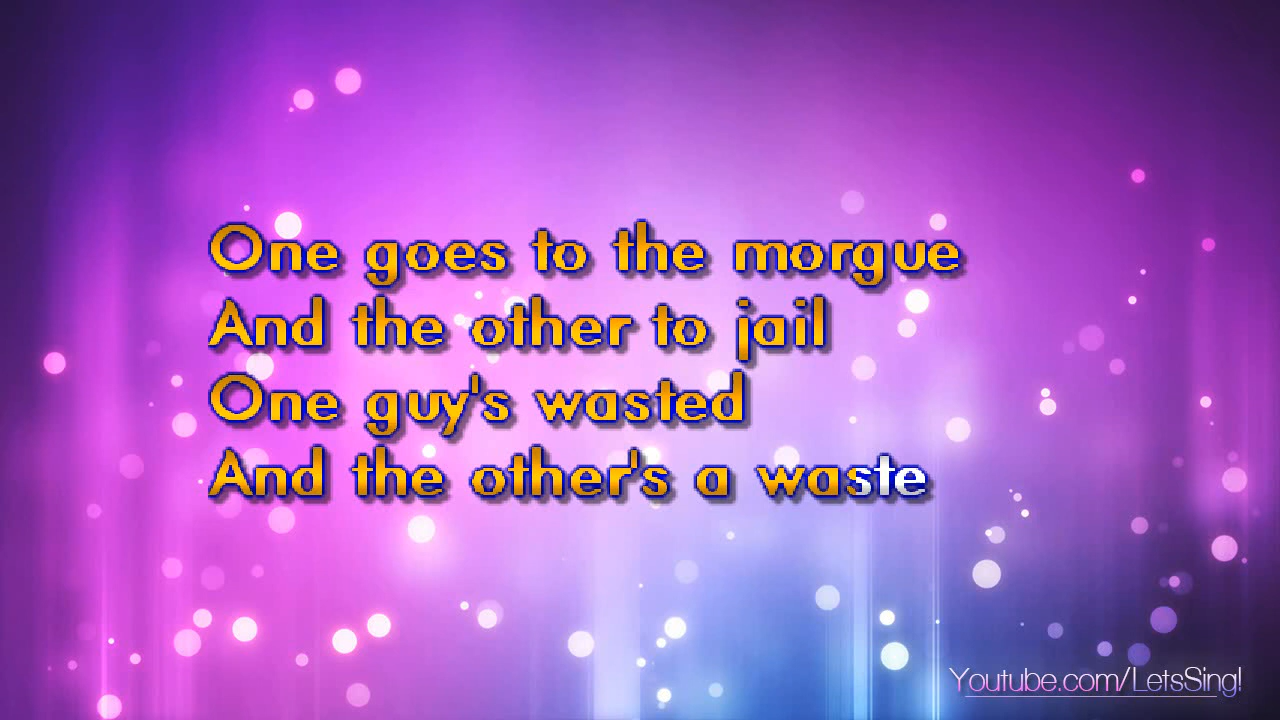 One goes to the morgue
And the other to jail
One guy's wasted
And the other's a waste
Youtube.com/LetsSing!